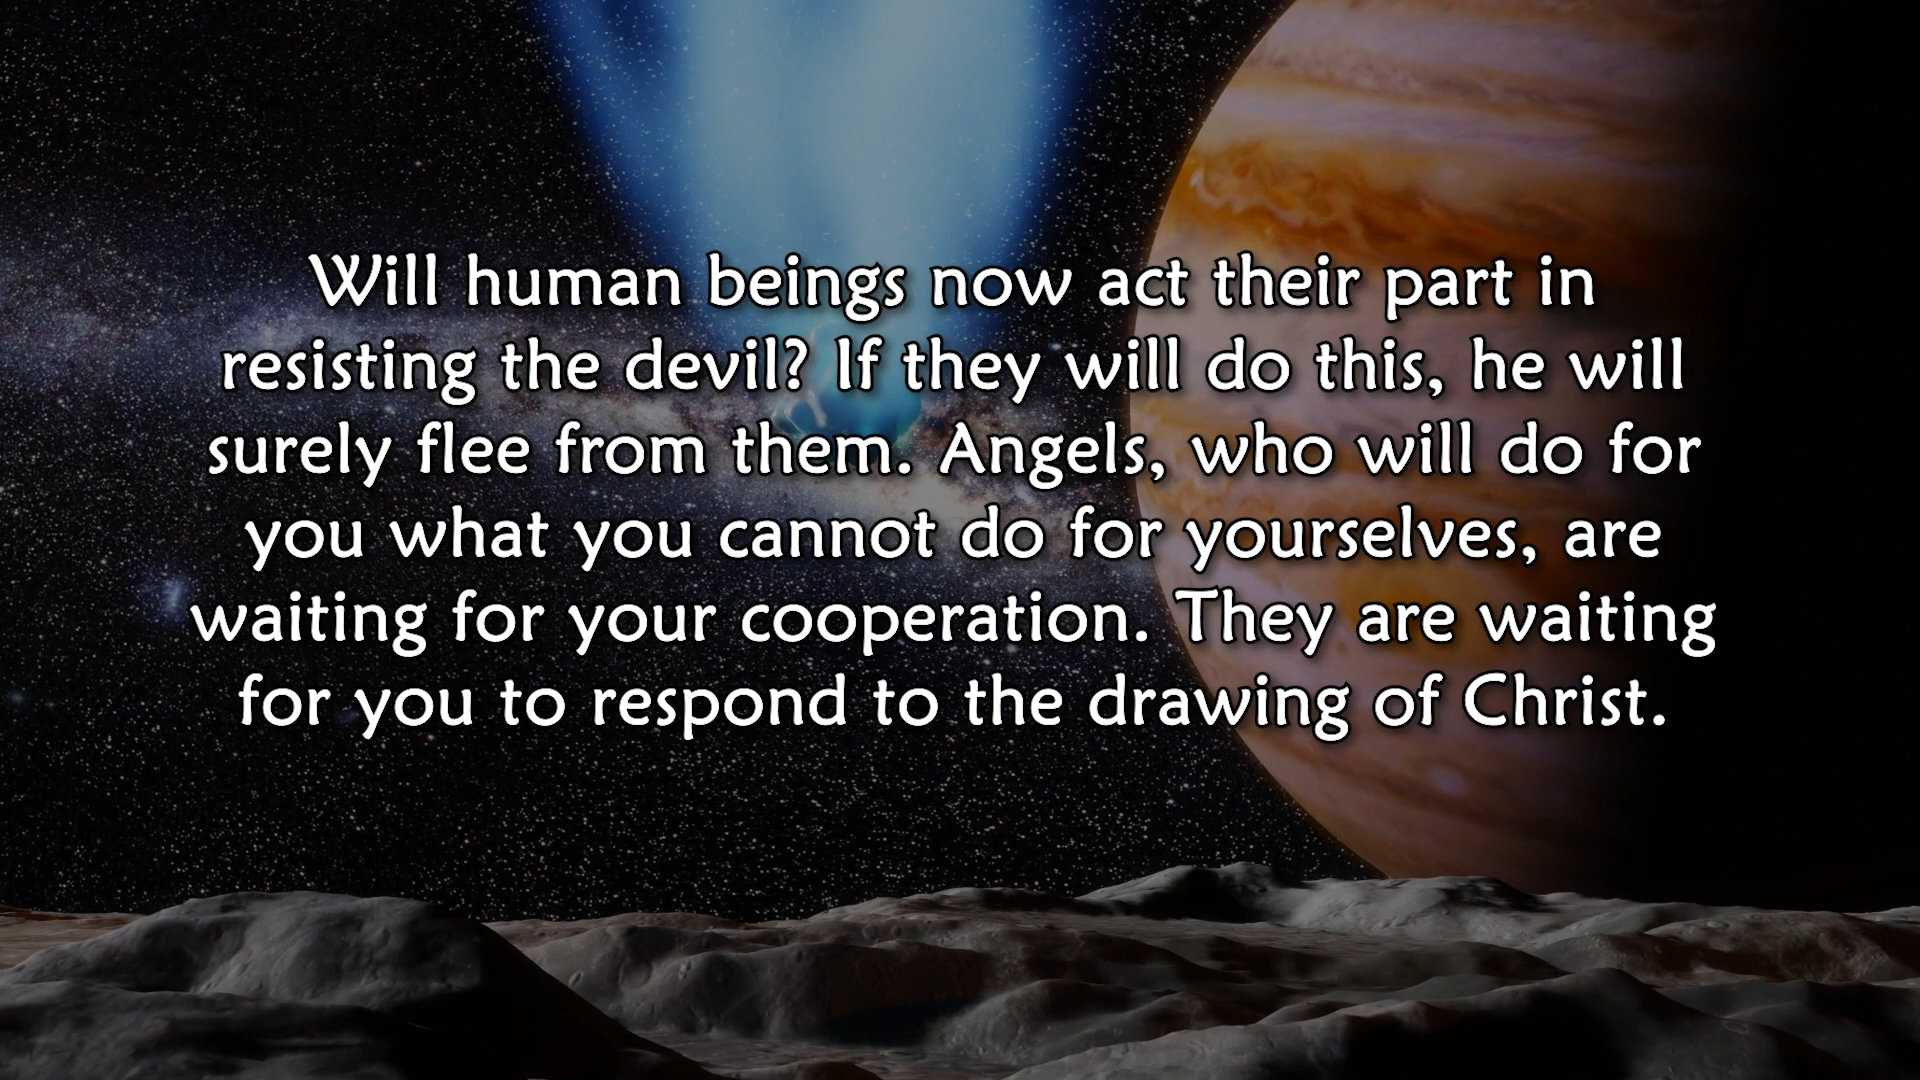 Will human beings now act their part in
resisting the devil? If they will do this, he will
surely flee from them. Angels, who will do for
you what you cannot do for yourselves, are
waiting for your cooperation. They are waiting
for you to respond to the drawing of Christ.